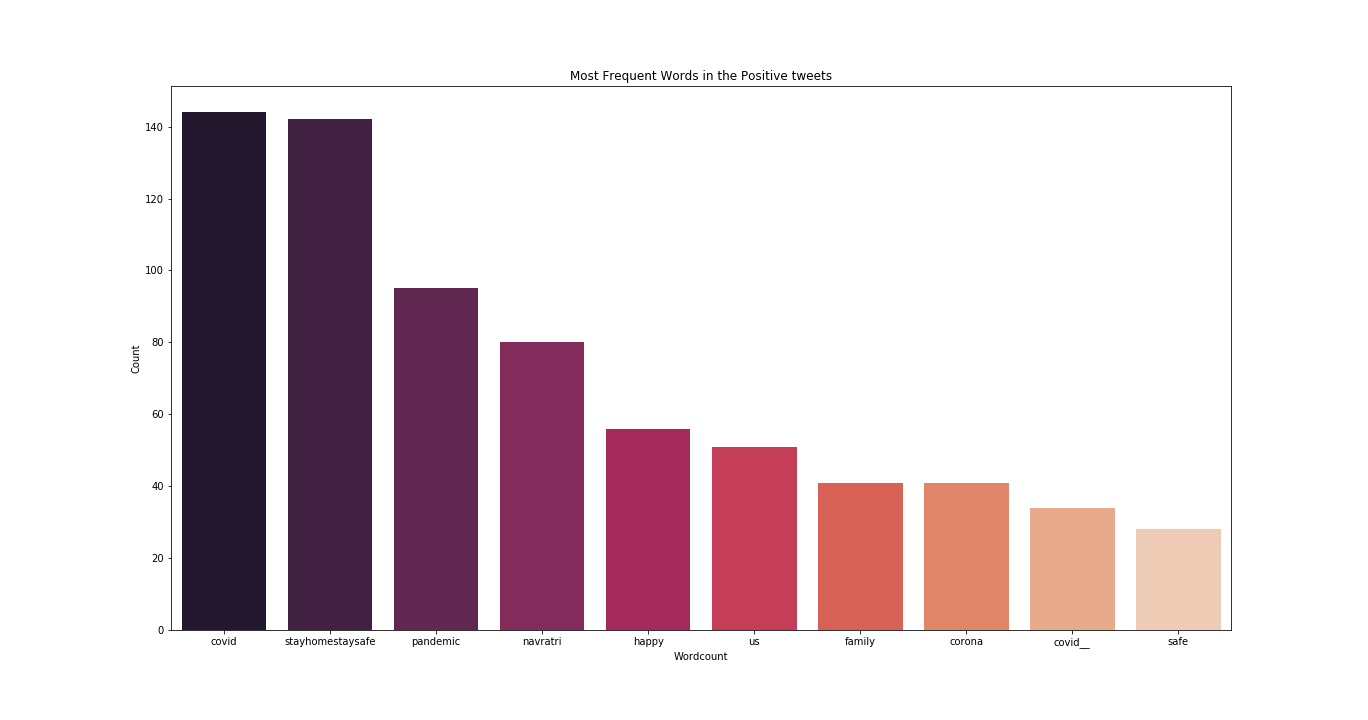 Most Frequent Words in the Positive tweets
140
120
100
80
60
40
20
0
Count
covid stayhomestaysafe pandemic navratri happy us family corona covid__ safe
Wordcount